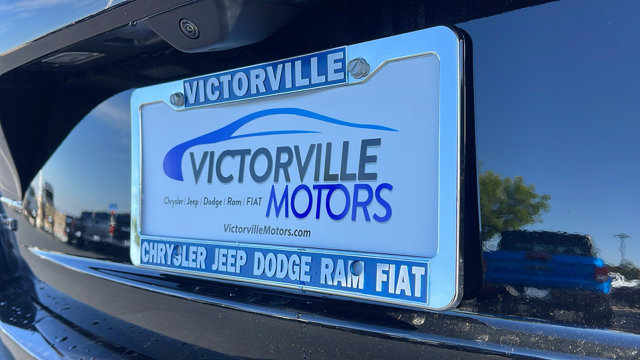 VICTORVILLE
VICTORVILLE
MOTORS
Chrysler | Jeep | Dodge | Ram | FIAT
VictorvilleMotors.com
CHRYSLER JEEP DODGE RAM FIAT